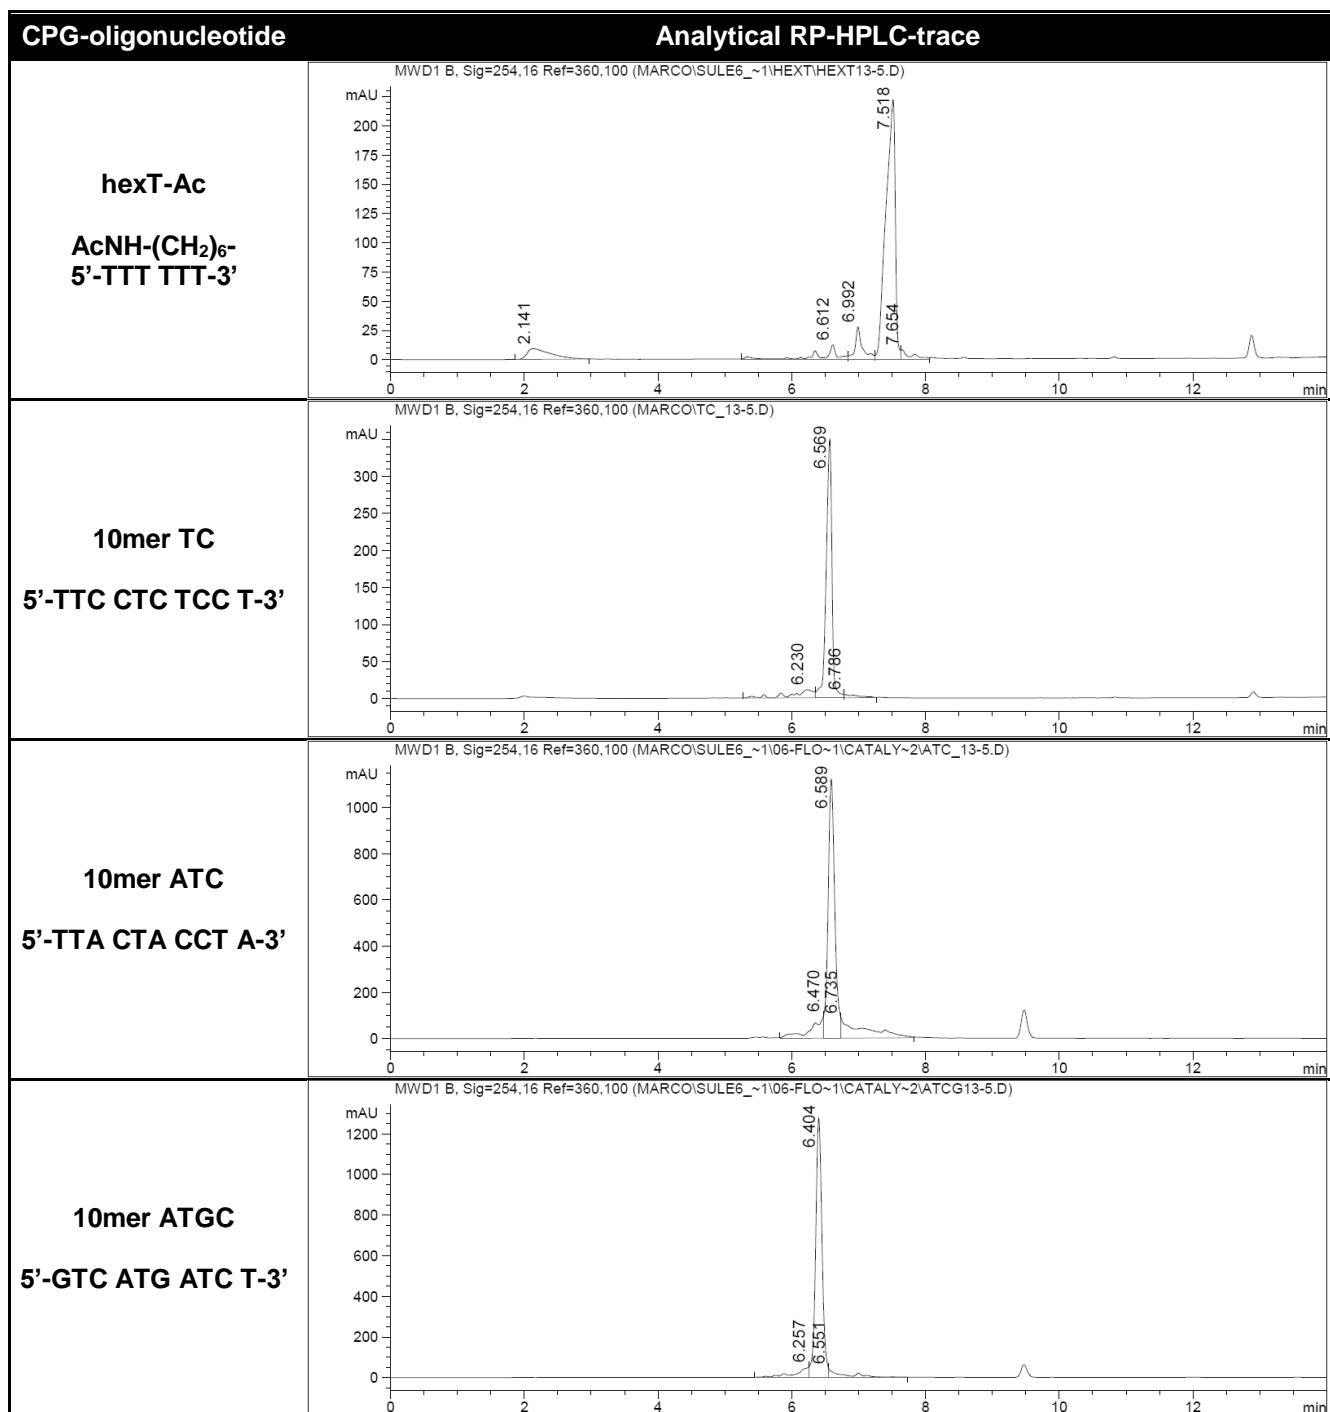 CPG-oligonucleotide Analytical RP-HPLC-trace
hexT-Ac
AcNH-(CH₂)₆-
5’-TTT TTT-3’
MWD1 B, Sig=254,16 Ref=360,100 (MARCO\SULE6_~1\HEXT\HEXT13-5.D)
mAU
200
175
150
125
100
75
50
25
0
2.141
6.612
6.992
7.518
7.654
0 2 4 6 8 10 12 min
10mer TC
5’-TTC CTC TCC T-3’
MWD1 B, Sig=254,16 Ref=360,100 (MARCO\TC_13-5.D)
mAU
300
250
200
150
100
50
0
6.230
6.569
6.786
0 2 4 6 8 10 12 min
10mer ATC
5’-TTA CTA CCT A-3’
MWD1 B, Sig=254,16 Ref=360,100 (MARCO\SULE6_~1\06-FLO~1\CATALY~2\ATC_13-5.D)
mAU
1000
800
600
400
200
0
6.470
6.589
6.735
0 2 4 6 8 10 12 min
10mer ATGC
5’-GTC ATG ATC T-3’
MWD1 B, Sig=254,16 Ref=360,100 (MARCO\SULE6_~1\06-FLO~1\CATALY~2\ATCG13-5.D)
mAU
1200
1000
800
600
400
200
0
6.257
6.404
6.551
0 2 4 6 8 10 12 min